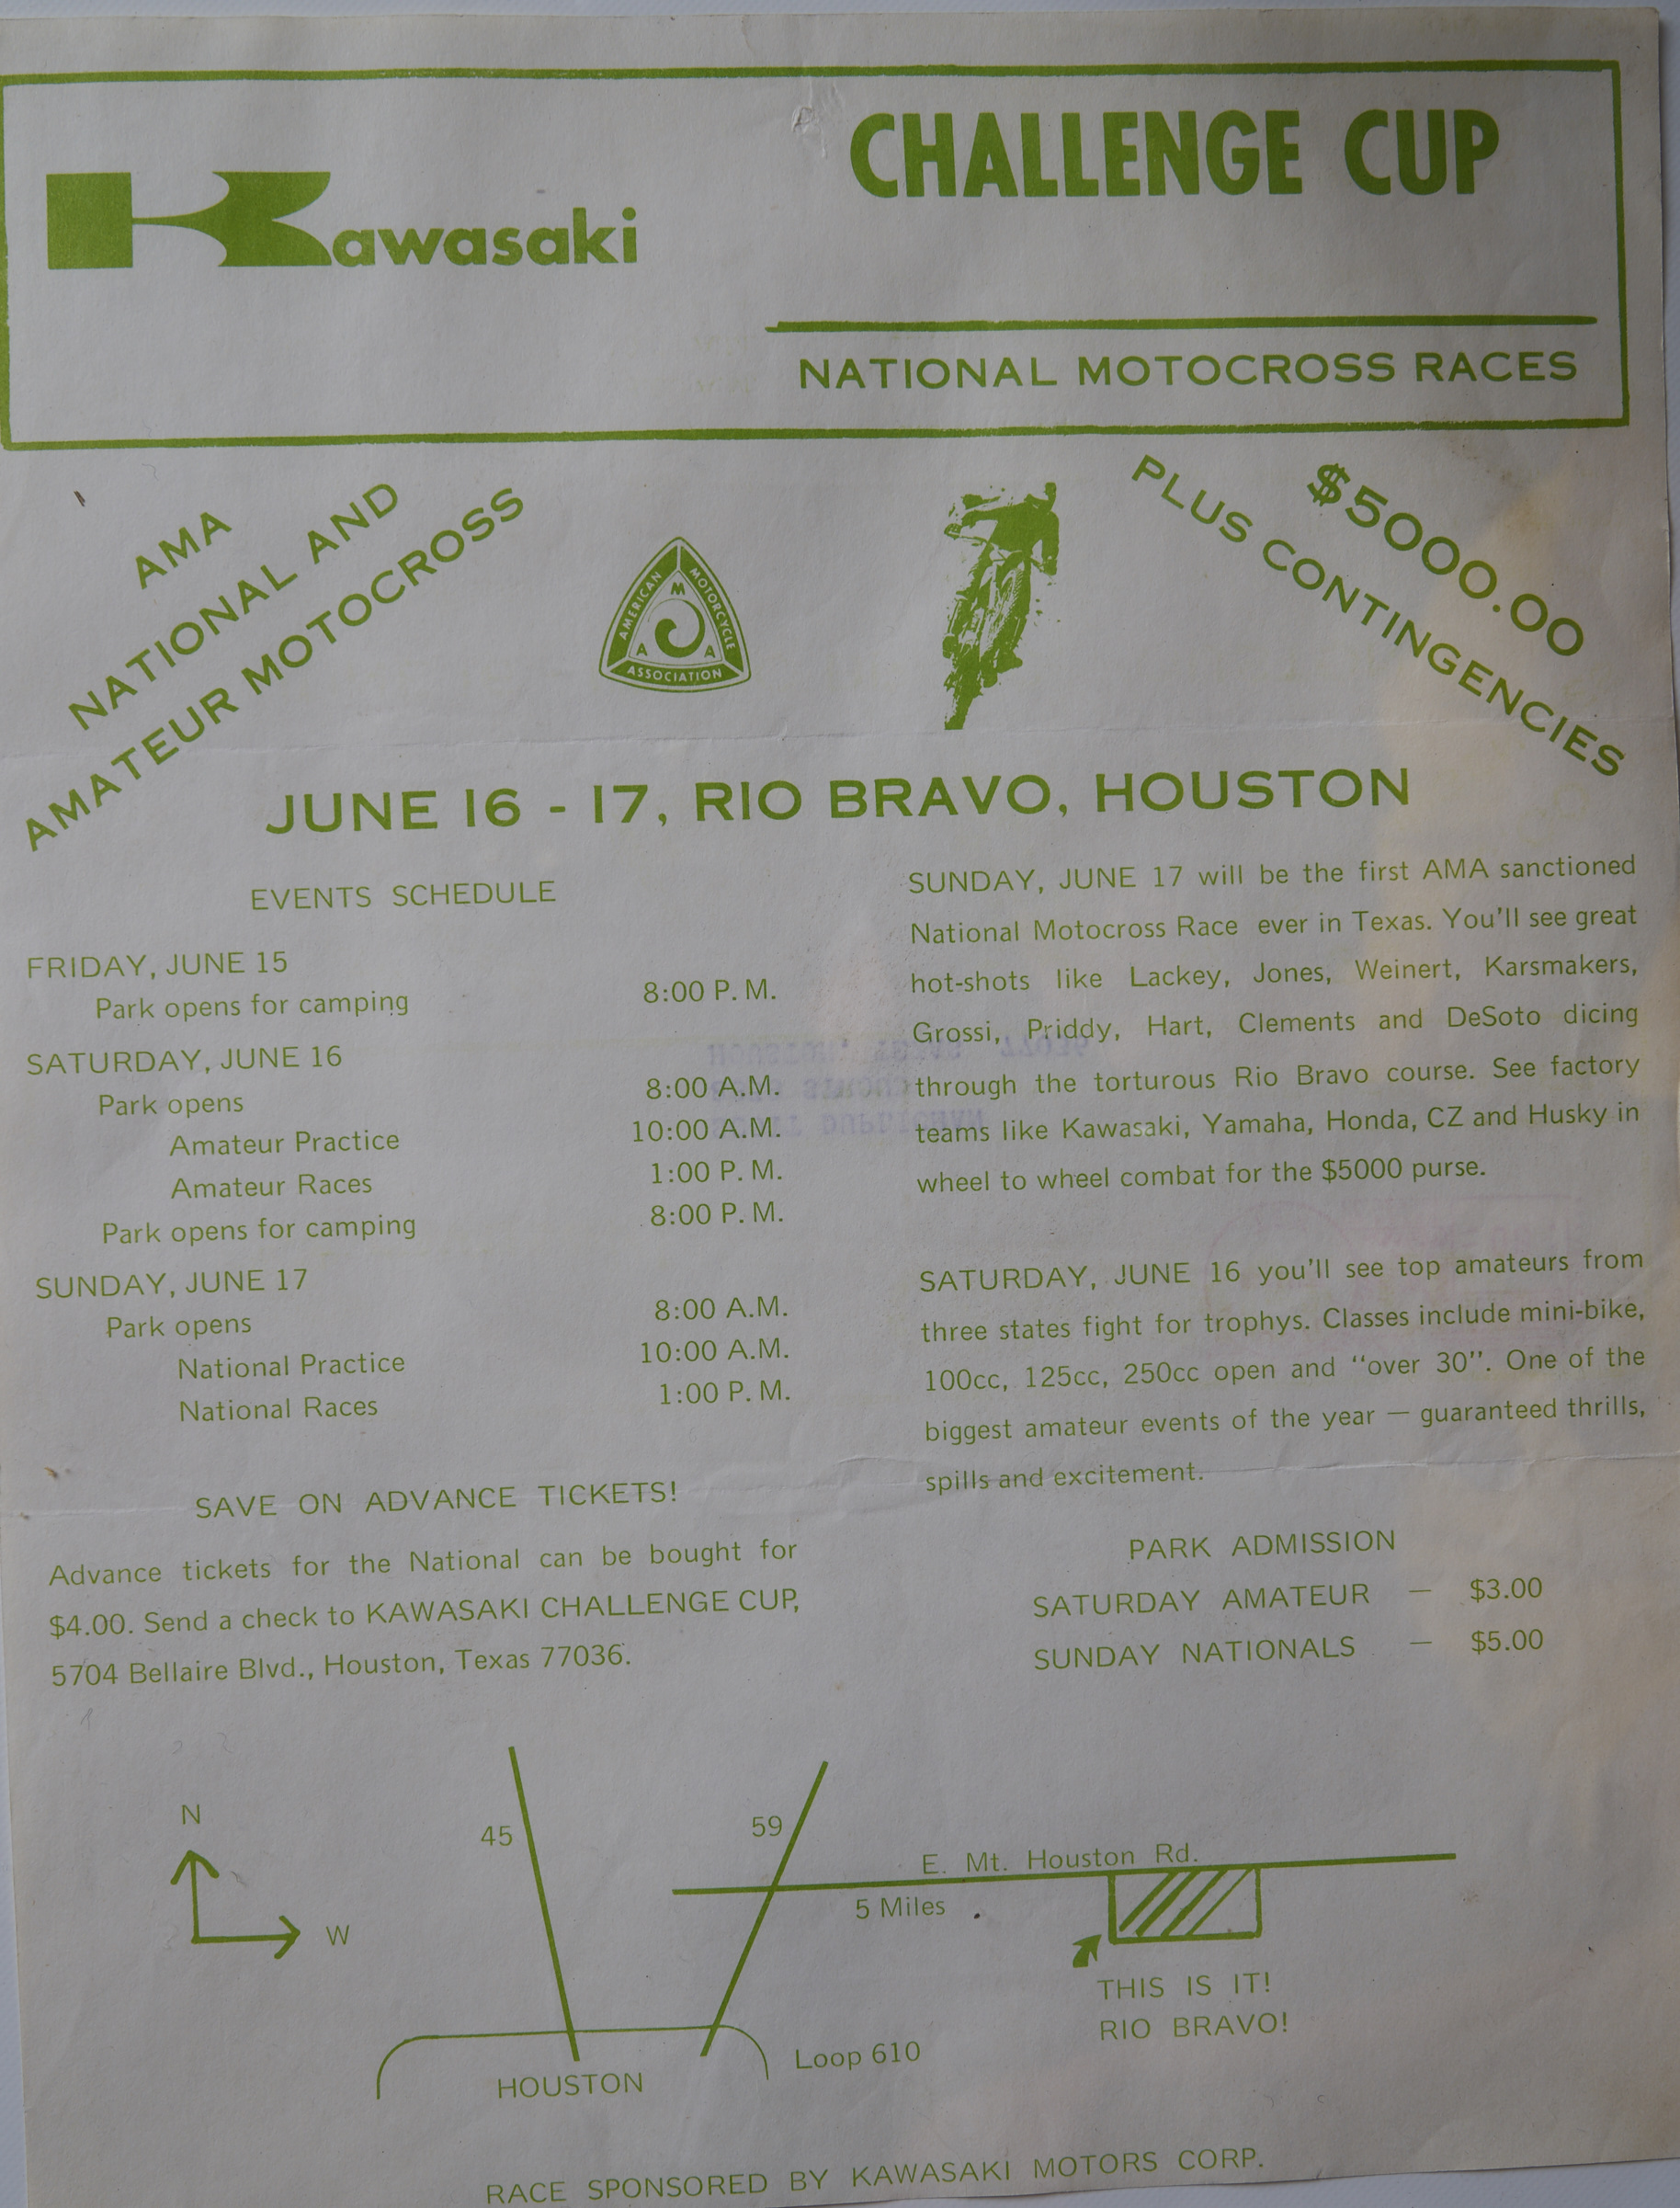 Kawasaki
CHALLENGE CUP
NATIONAL MOTOCROSS RACES
AMA
NATIONAL AND
AMATEUR MOTOCROSS
AMERICAN MOTORCYCLE
M
A A
ASSOCIATION
$5000.00
PLUS CONTINGENCIES
JUNE 16 - 17, RIO BRAVO, HOUSTON
EVENTS SCHEDULE
FRIDAY, JUNE 15
Park opens for camping 8:00 P. M.
SATURDAY, JUNE 16
Park opens 8:00 A.M.
Amateur Practice 10:00 A.M.
Amateur Races 1:00 P. M.
Park opens for camping 8:00 P. M.
SUNDAY, JUNE 17
Park opens 8:00 A.M.
National Practice 10:00 A.M.
National Races 1:00 P. M.
SAVE ON ADVANCE TICKETS!
Advance tickets for the National can be bought for
$4.00. Send a check to KAWASAKI CHALLENGE CUP,
5704 Bellaire Blvd., Houston, Texas 77036.
SUNDAY, JUNE 17 will be the first AMA sanctioned
National Motocross Race ever in Texas. You'll see great
hot-shots like Lackey, Jones, Weinert, Karsmakers,
Grossi, Priddy, Hart, Clements and DeSoto dicing
through the torturous Rio Bravo course. See factory
teams like Kawasaki, Yamaha, Honda, CZ and Husky in
wheel to wheel combat for the $5000 purse.
SATURDAY, JUNE 16 you'll see top amateurs from
three states fight for trophys. Classes include mini-bike,
100cc, 125cc, 250cc open and "over 30". One of the
biggest amateur events of the year — guaranteed thrills,
spills and excitement.
PARK ADMISSION
SATURDAY AMATEUR — $3.00
SUNDAY NATIONALS — $5.00
N
W
45
59
E. Mt. Houston Rd.
5 Miles
THIS IS IT!
RIO BRAVO!
Loop 610
HOUSTON
RACE SPONSORED BY KAWASAKI MOTORS CORP.